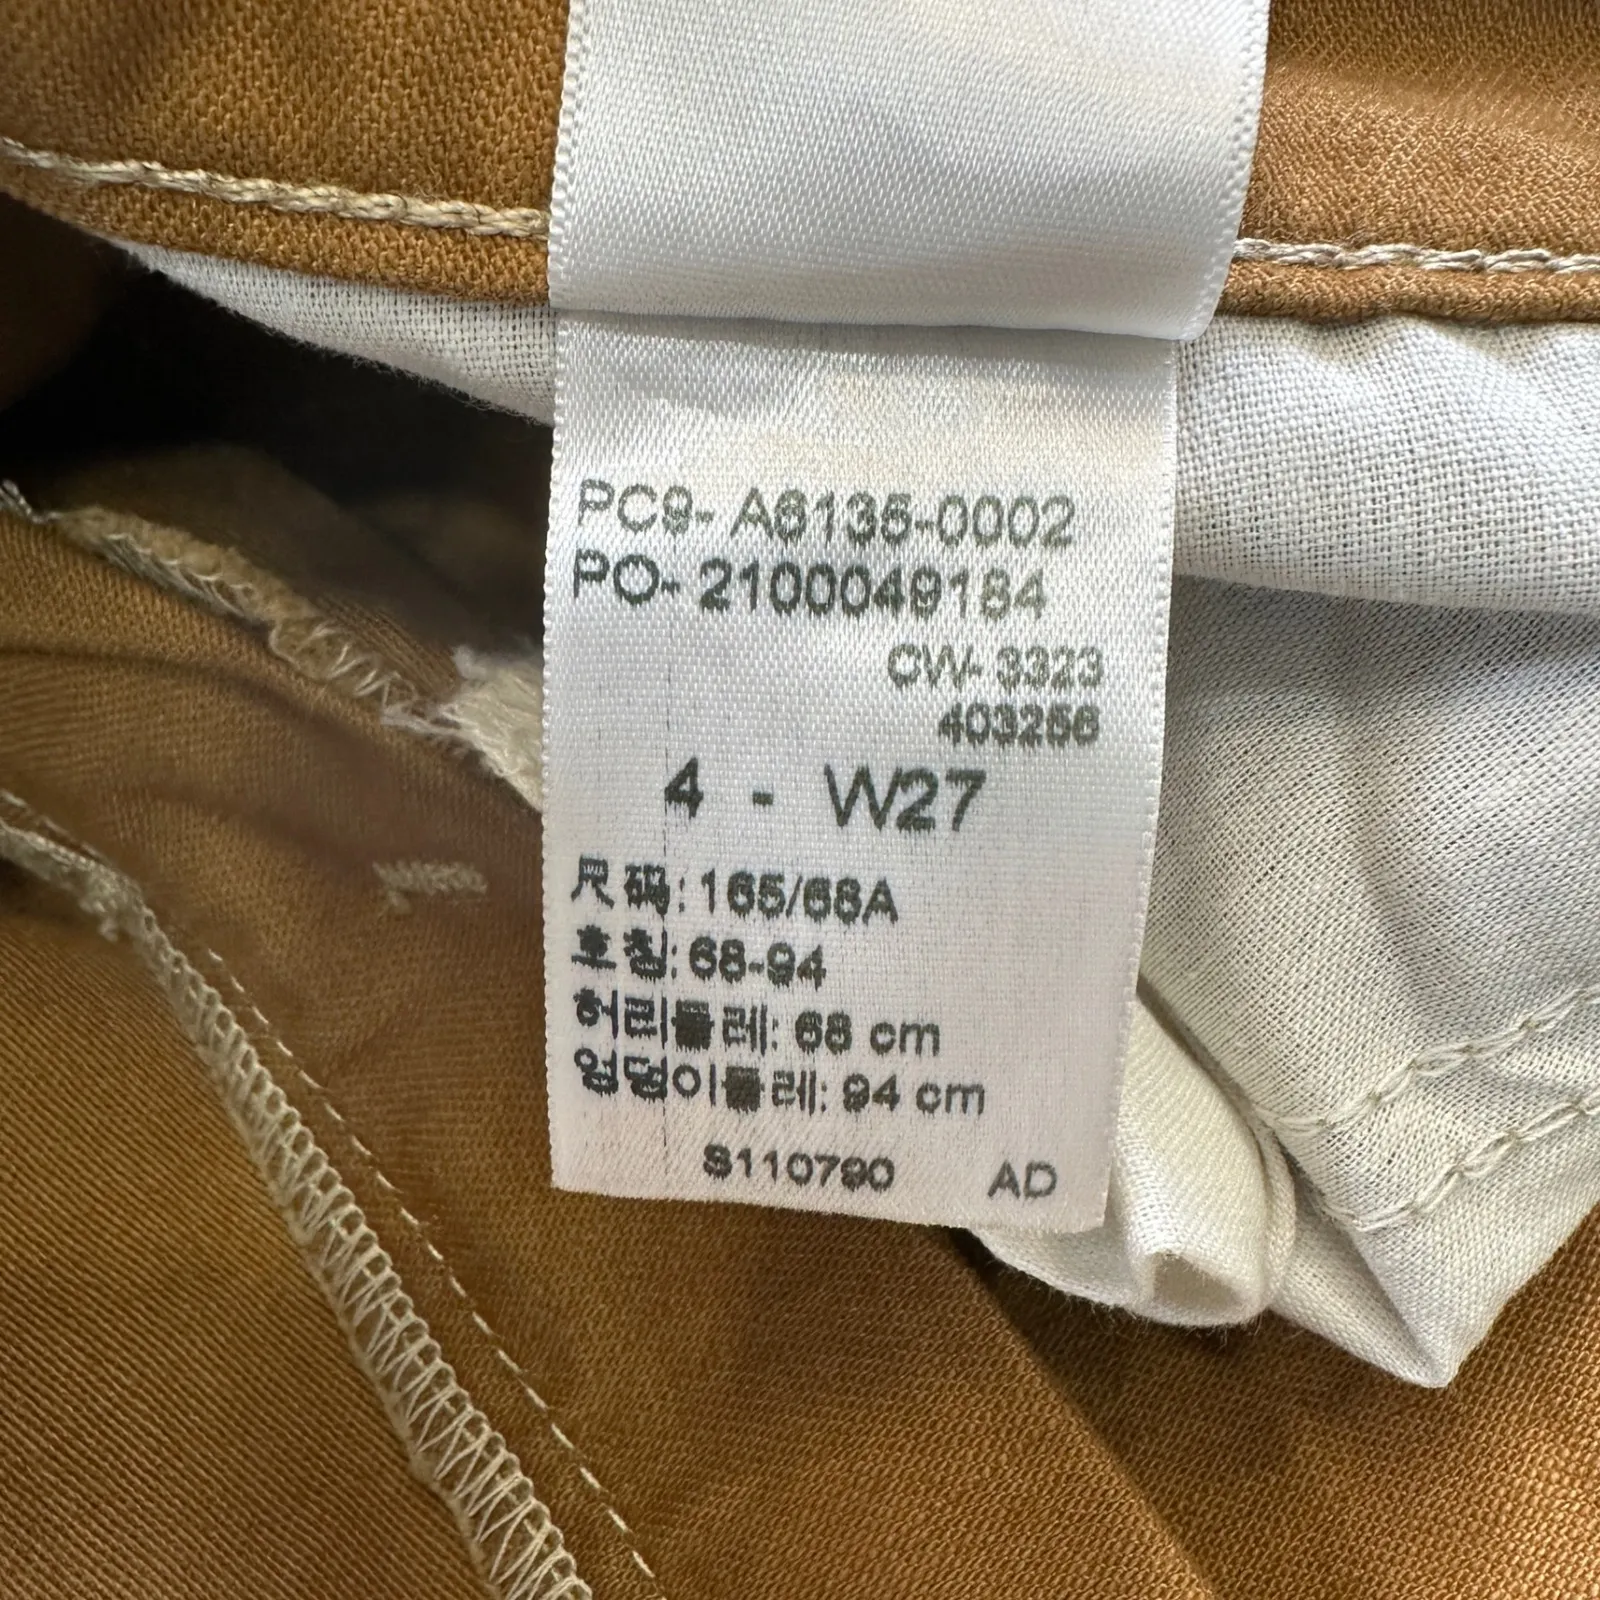 PC9- A6135-0002
PO- 2100049184
CW- 3323
403256
4 - W27
尺码: 165/68A
호칭: 68-94
허리둘레: 68 cm
엉덩이둘레: 94 cm
S110790 AD